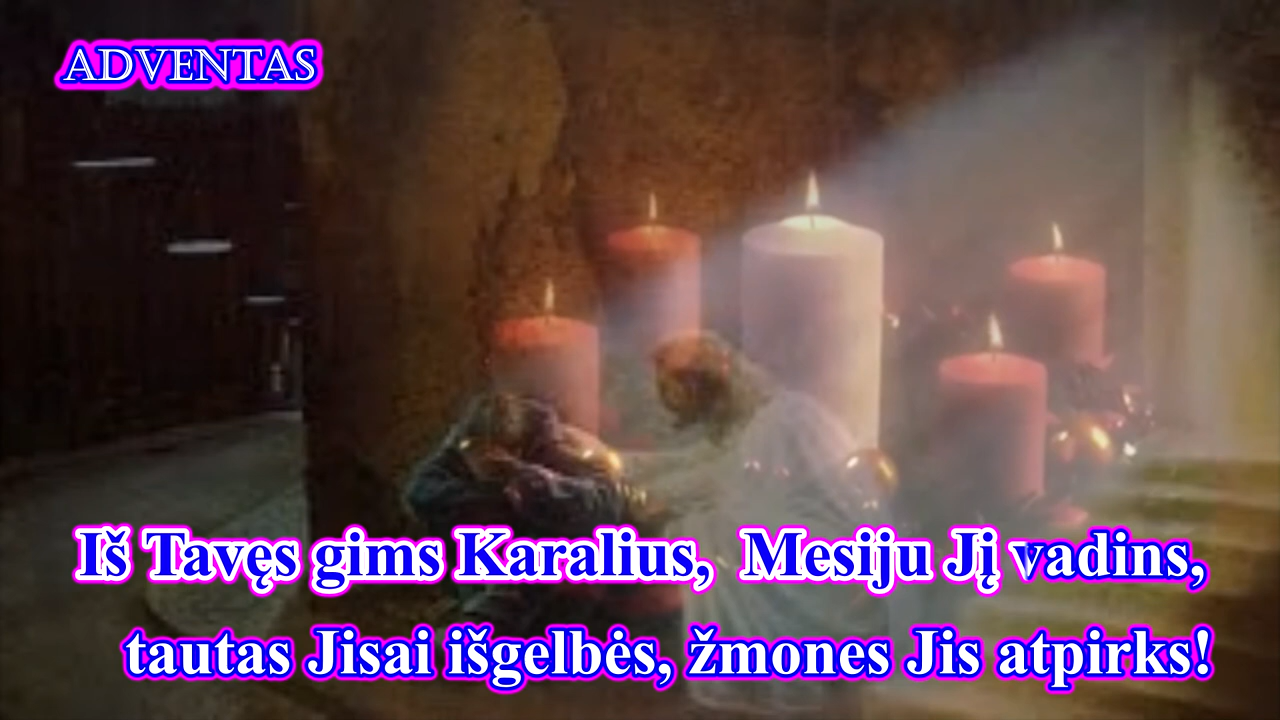 ADVENTAS
Iš Tavęs gims Karalius, Mesiju Jį vadins,
tautas Jisai išgelbės, žmones Jis atpirks!